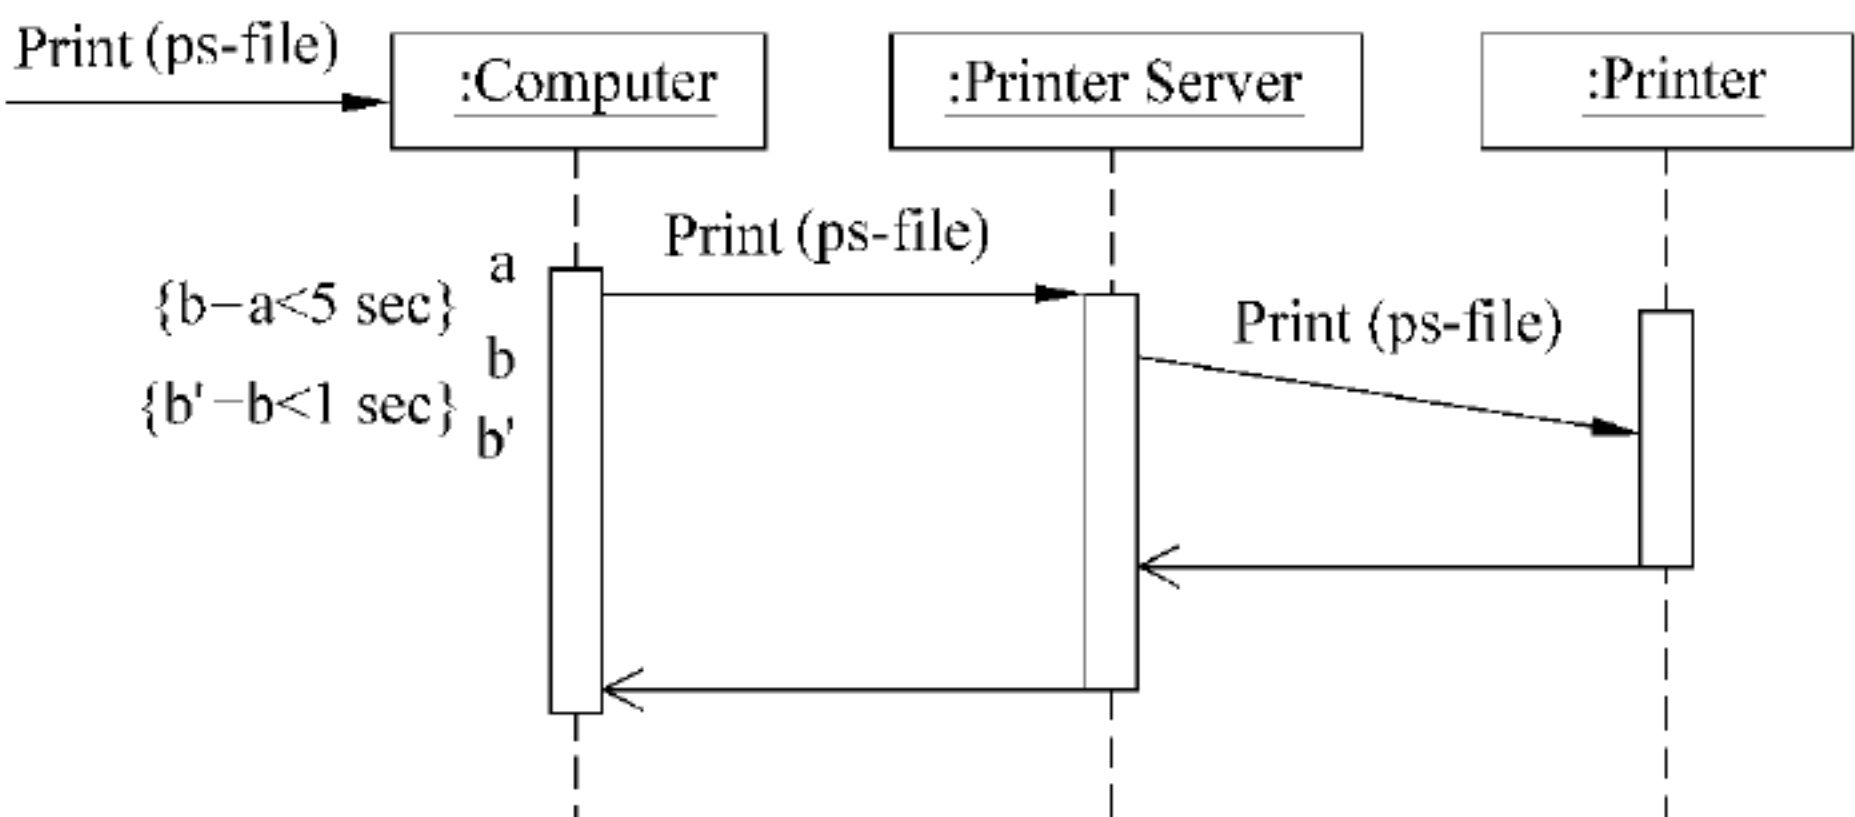 Print (ps-file)
:Computer
:Printer Server
:Printer
Print (ps-file)
a
{b−a<5 sec}
Print (ps-file)
b
{b'−b<1 sec}
b'